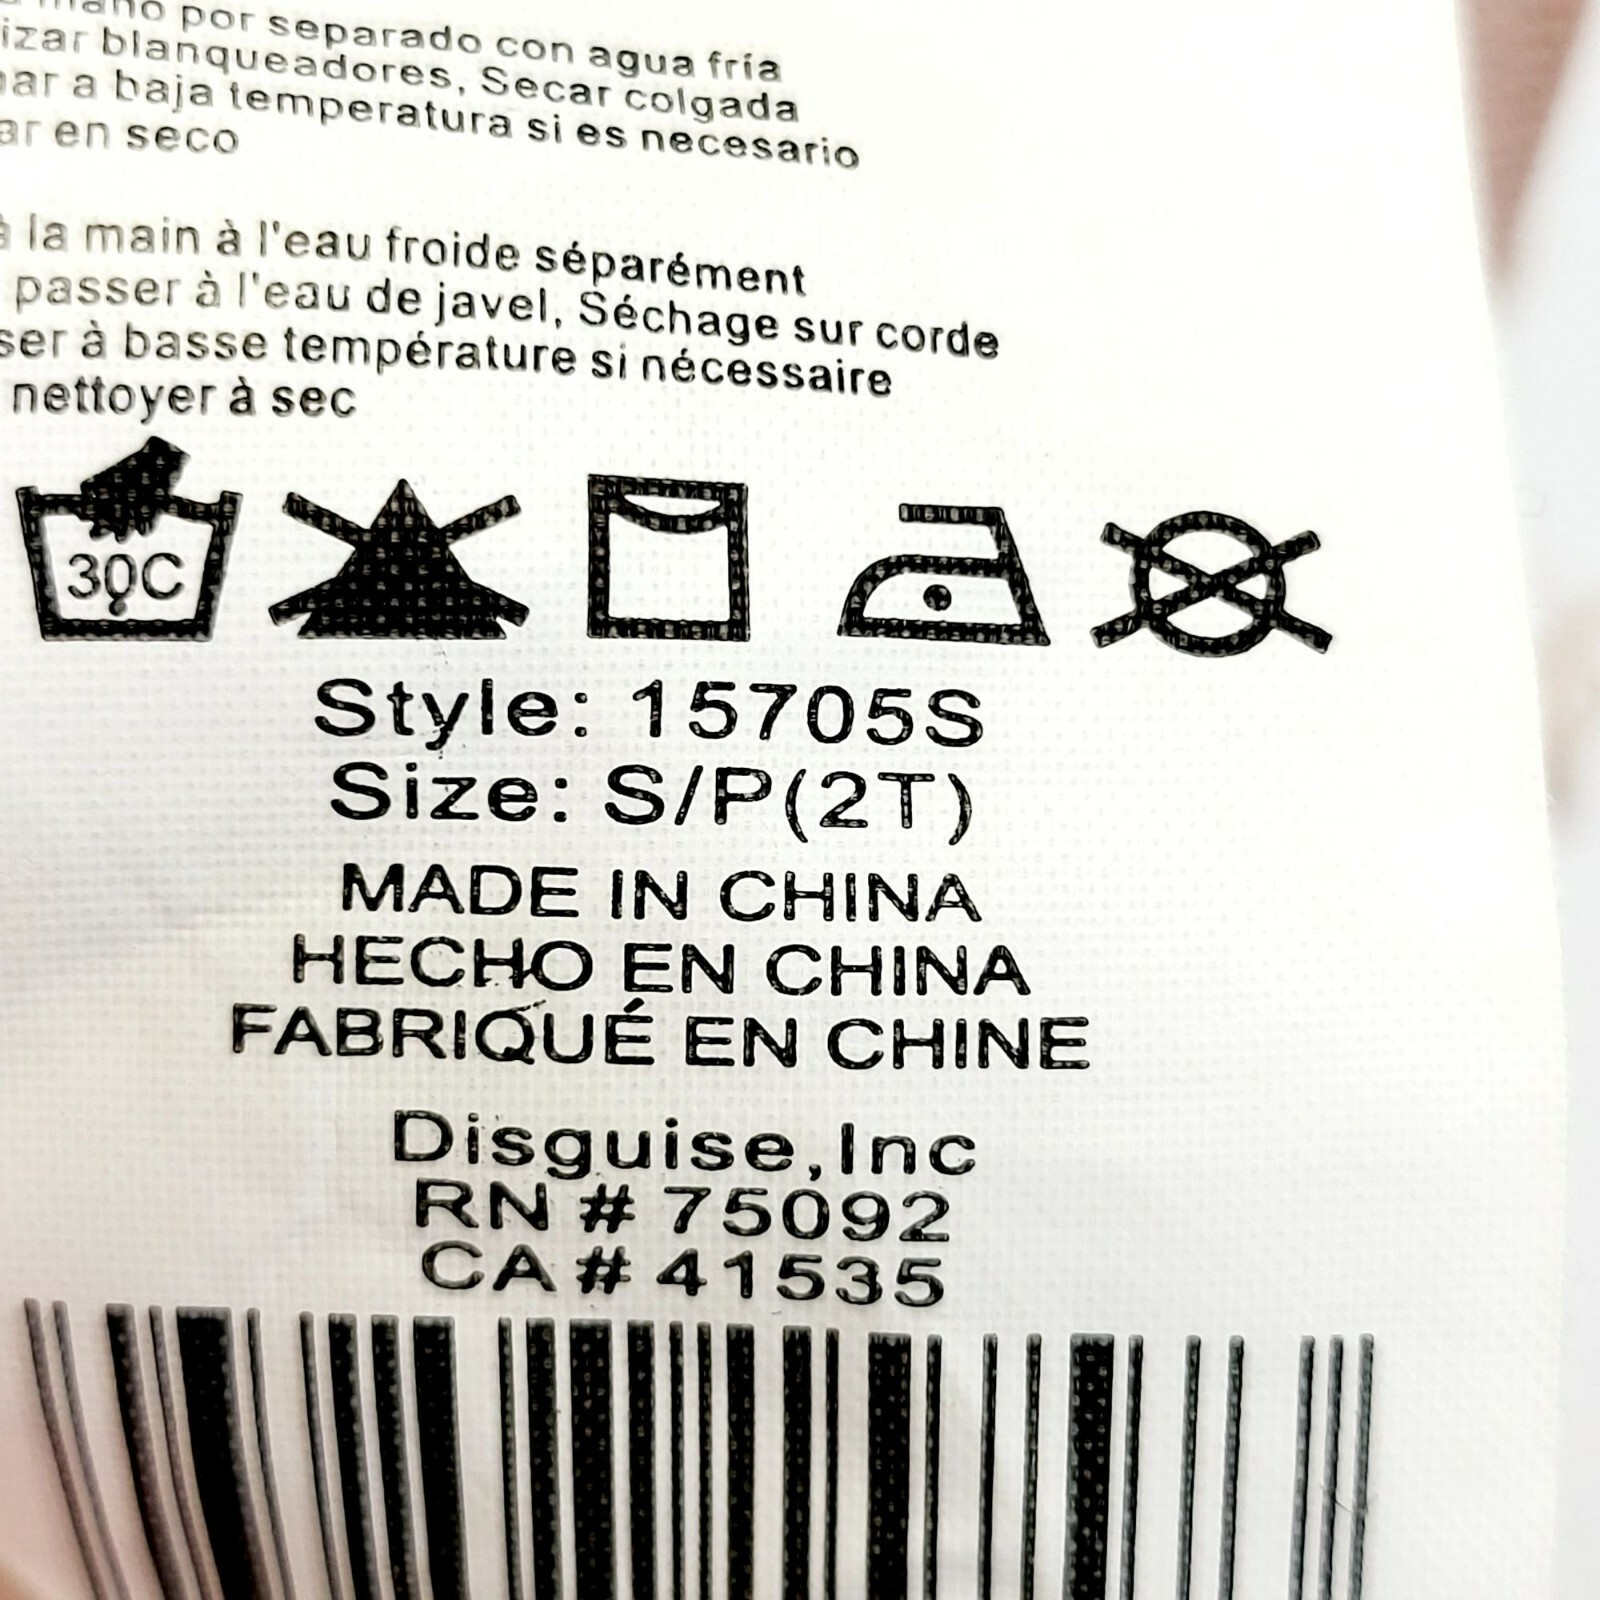 mano por separado con agua fría
izar blanqueadores, Secar colgada
ar a baja temperatura si es necesario
ar en seco
à la main à l'eau froide séparément
passer à l'eau de javel, Séchage sur corde
ser à basse température si nécessaire
nettoyer à sec
30C
Style: 15705S
Size: S/P(2T)
MADE IN CHINA
HECHO EN CHINA
FABRIQUÉ EN CHINE
Disguise,Inc
RN # 75092
CA # 41535